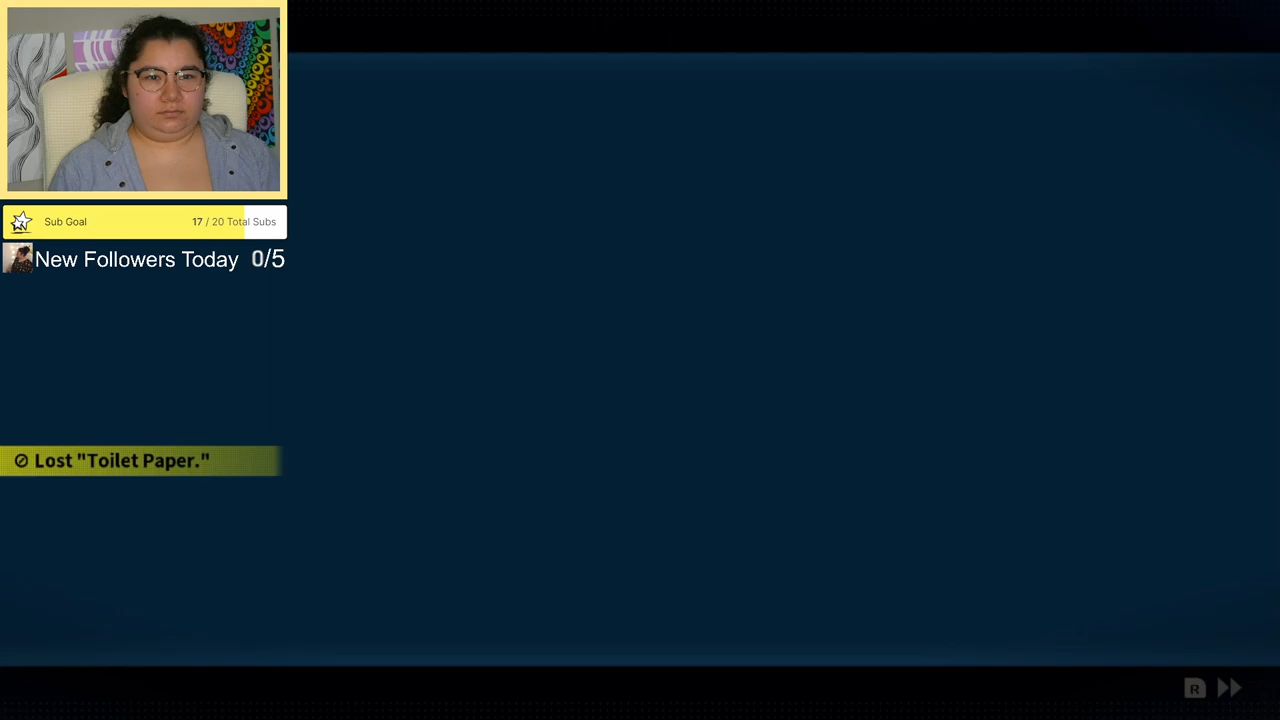 Sub Goal
17 / 20 Total Subs
New Followers Today 0/5
Lost "Toilet Paper."
R